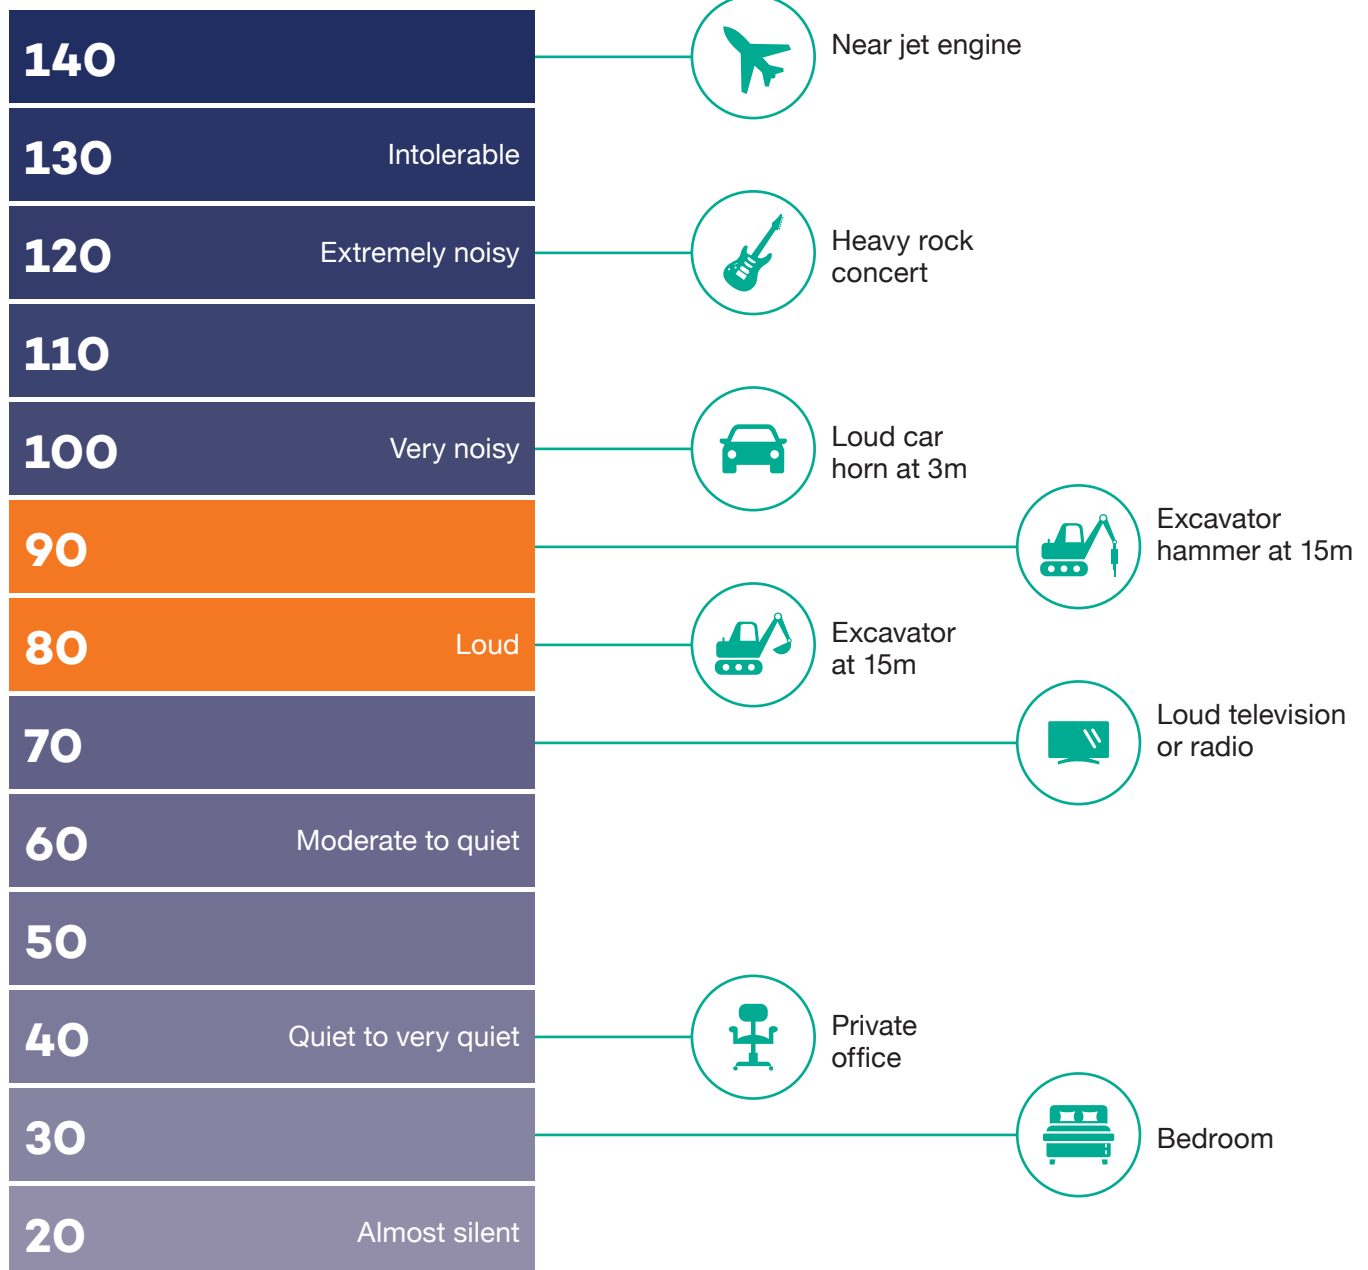 140
Near jet engine
130
Intolerable
120
Extremely noisy
Heavy rock
concert
110
100
Very noisy
Loud car
horn at 3m
90
Excavator
hammer at 15m
80
Loud
Excavator
at 15m
70
Loud television
or radio
60
Moderate to quiet
50
40
Quiet to very quiet
Private
office
30
Bedroom
20
Almost silent